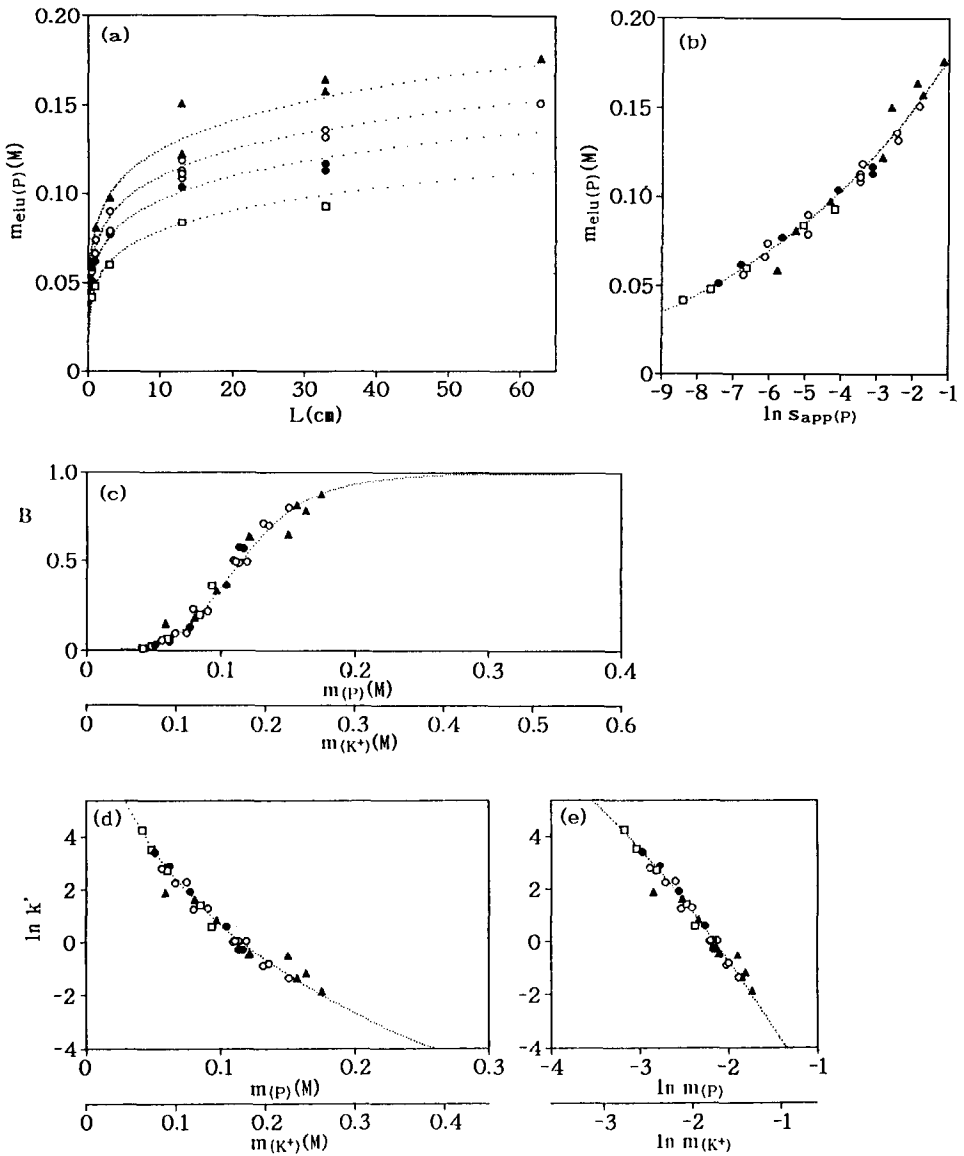 (a)
0.20
0.15
0.10
0.05
0
m_elu(P) (M)
0 10 20 30 40 50 60
L(cm)
(b)
0.20
0.15
0.10
0.05
0
m_elu(P) (M)
-9 -8 -7 -6 -5 -4 -3 -2 -1
ln s_app(P)
(c)
1.0
B
0.5
0
0 0.1 0.2 0.3 0.4
m_(P) (M)
0 0.1 0.2 0.3 0.4 0.5 0.6
m_(K⁺) (M)
(d)
4
2
0
-2
-4
ln k'
0 0.1 0.2 0.3
m_(P) (M)
0 0.1 0.2 0.3 0.4
m_(K⁺) (M)
(e)
4
2
0
-2
-4
-4 -3 -2 -1
ln m_(P)
-3 -2 -1
ln m_(K⁺)